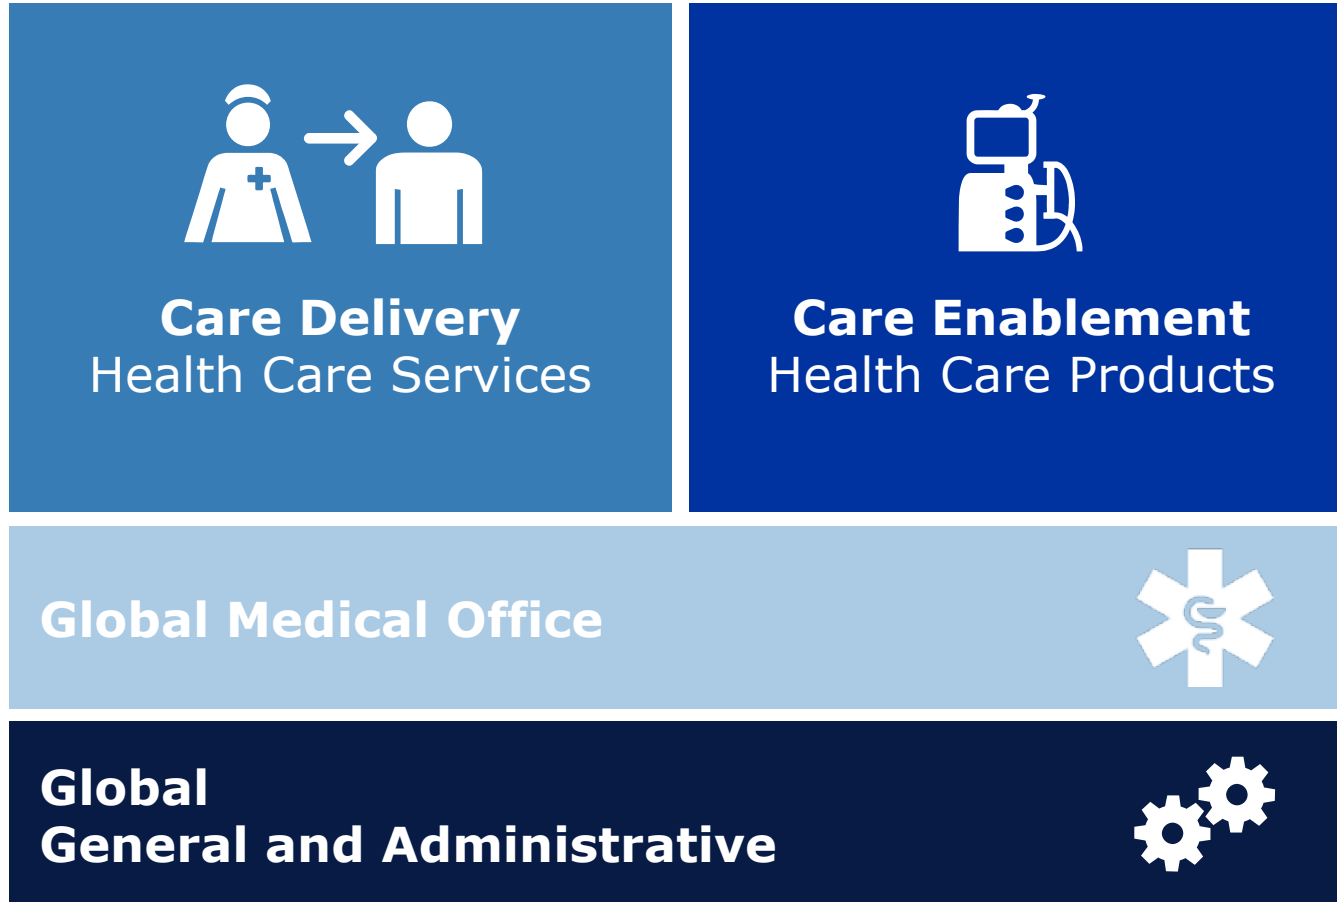 Care Delivery
Health Care Services
Care Enablement
Health Care Products
Global Medical Office
Global
General and Administrative